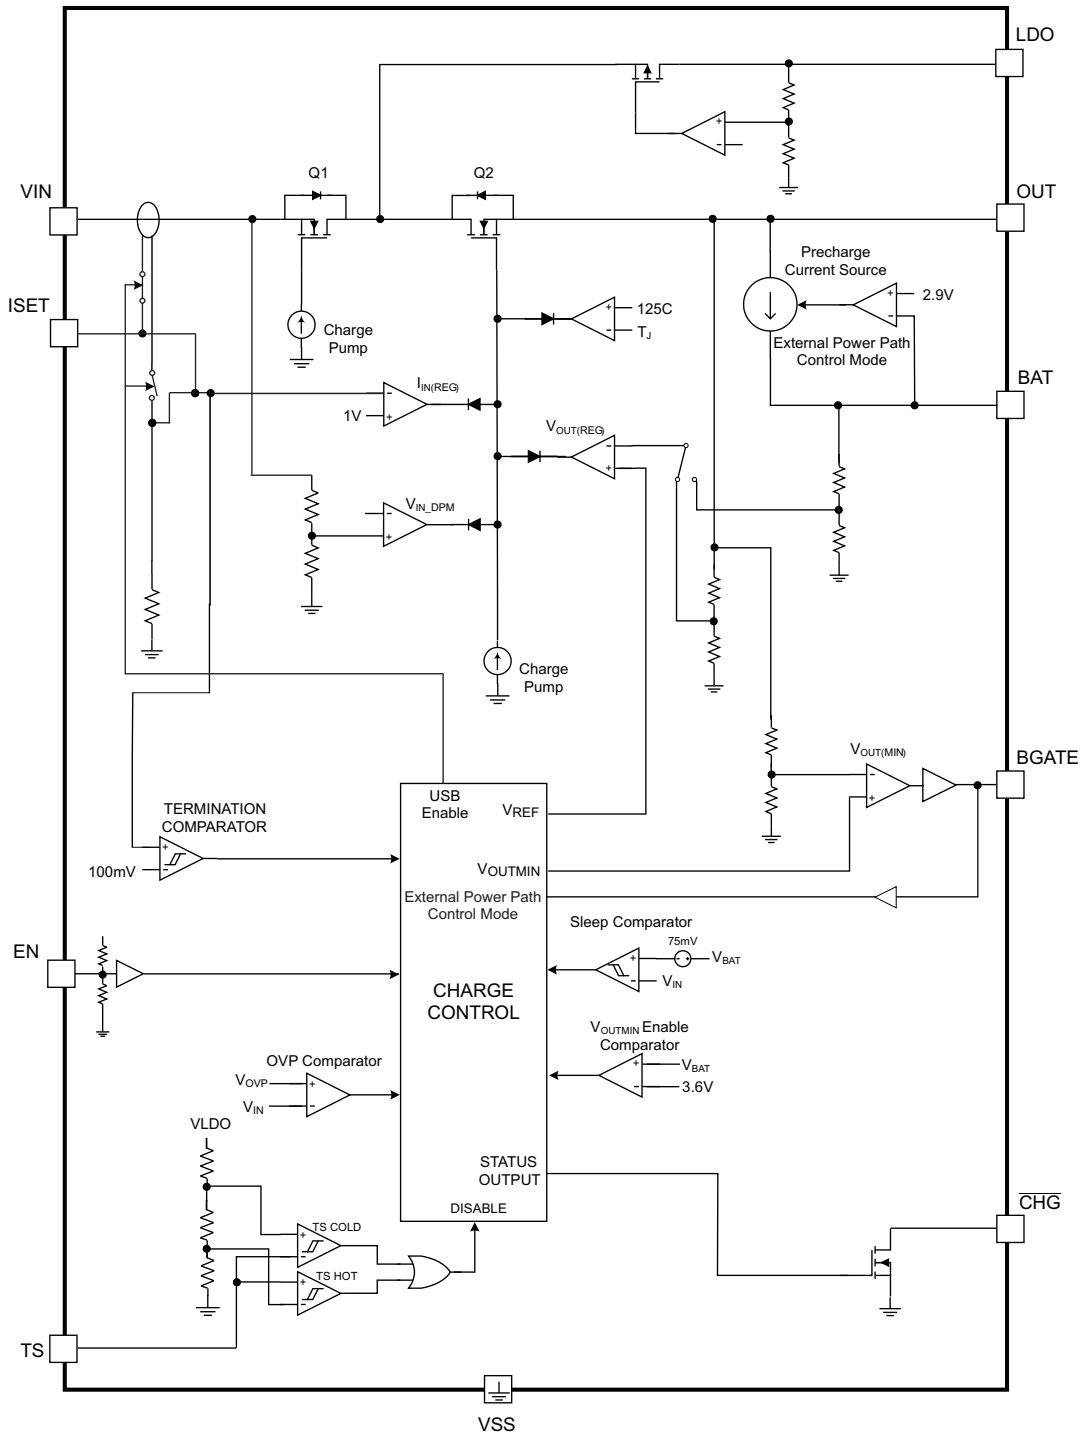 LDO
Q1
Q2
VIN
OUT
Precharge
Current Source
+
-
2.9V
ISET
Charge
Pump
+
-
125C
TJ
External Power Path
Control Mode
BAT
IIN(REG)
-
+
1V
VOUT(REG)
-
+
VIN_DPM
-
+
Charge
Pump
VOUT(MIN)
-
+
BGATE
USB
Enable
VREF
TERMINATION
COMPARATOR
+
-
100mV
VOUTMIN
External Power Path
Control Mode
Sleep Comparator
75mV
+
-
VBAT
VIN
EN
CHARGE
CONTROL
VOUTMIN Enable
Comparator
+
-
VBAT
3.6V
OVP Comparator
VOVP
VIN
+
-
VLDO
STATUS
OUTPUT
DISABLE
CHG
TS COLD
+
-
TS HOT
+
-
TS
VSS